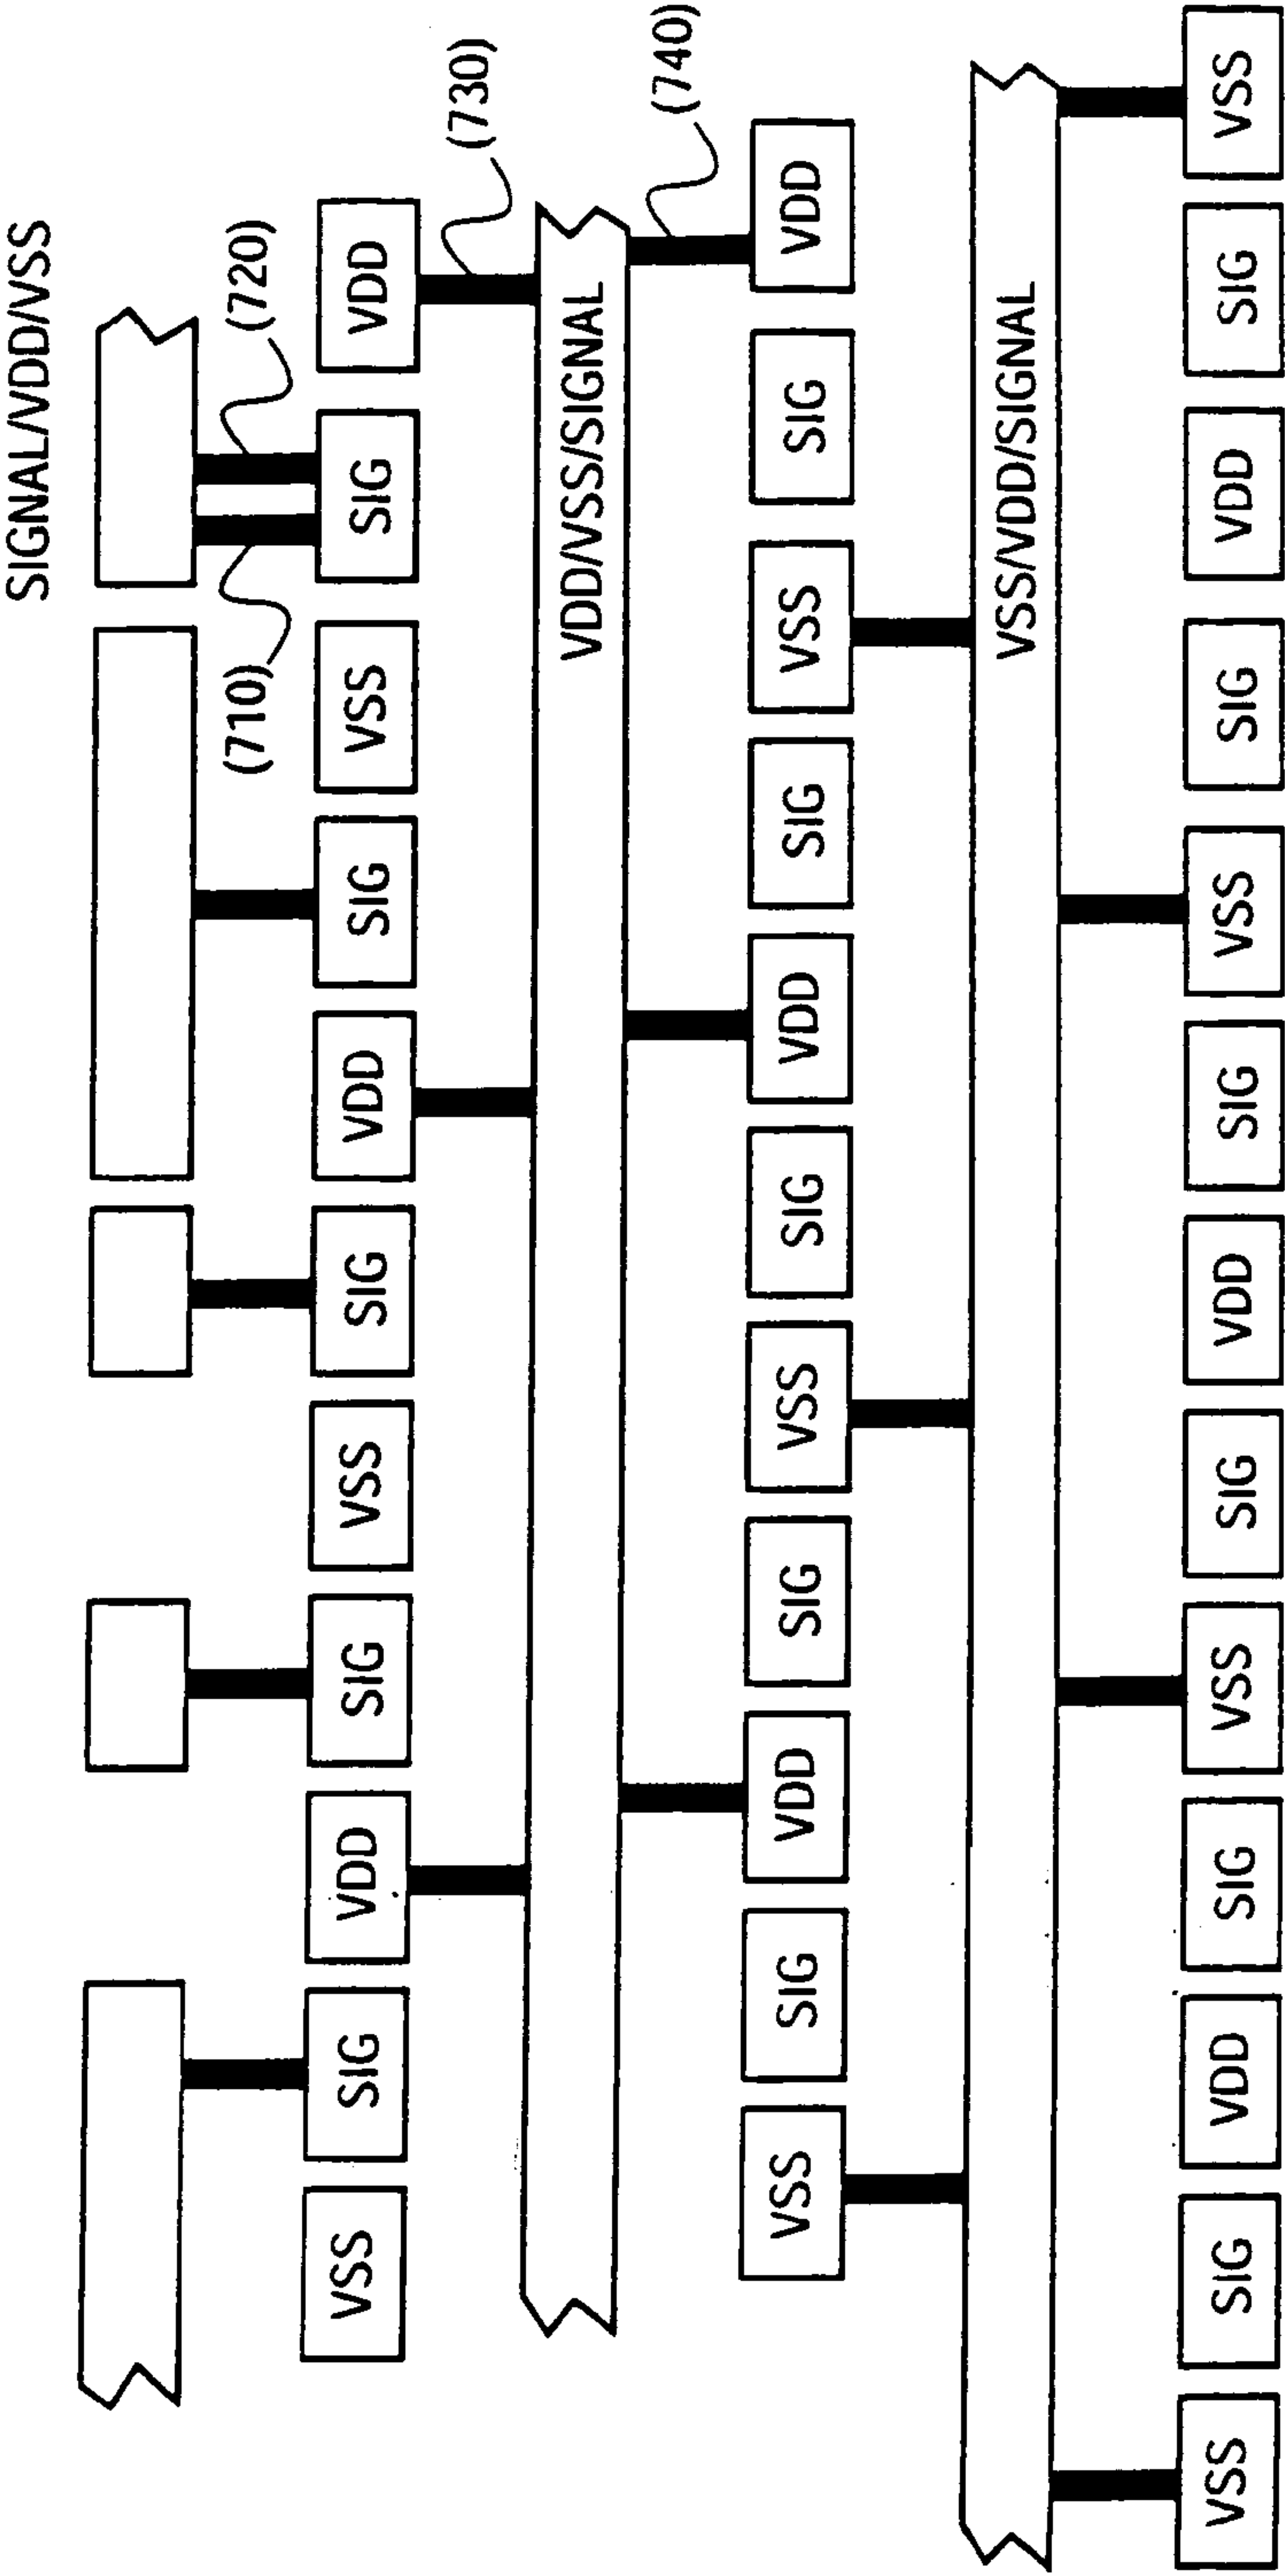 SIGNAL/VDD/VSS
(710) (720)
VSS SIG VDD SIG VSS SIG VDD SIG VSS SIG VDD
(730)
VDD/VSS/SIGNAL
(740)
VSS SIG VDD SIG VSS SIG VDD SIG VSS SIG VDD
VSS/VDD/SIGNAL
VSS SIG VDD SIG VSS SIG VDD SIG VSS SIG VDD SIG VSS